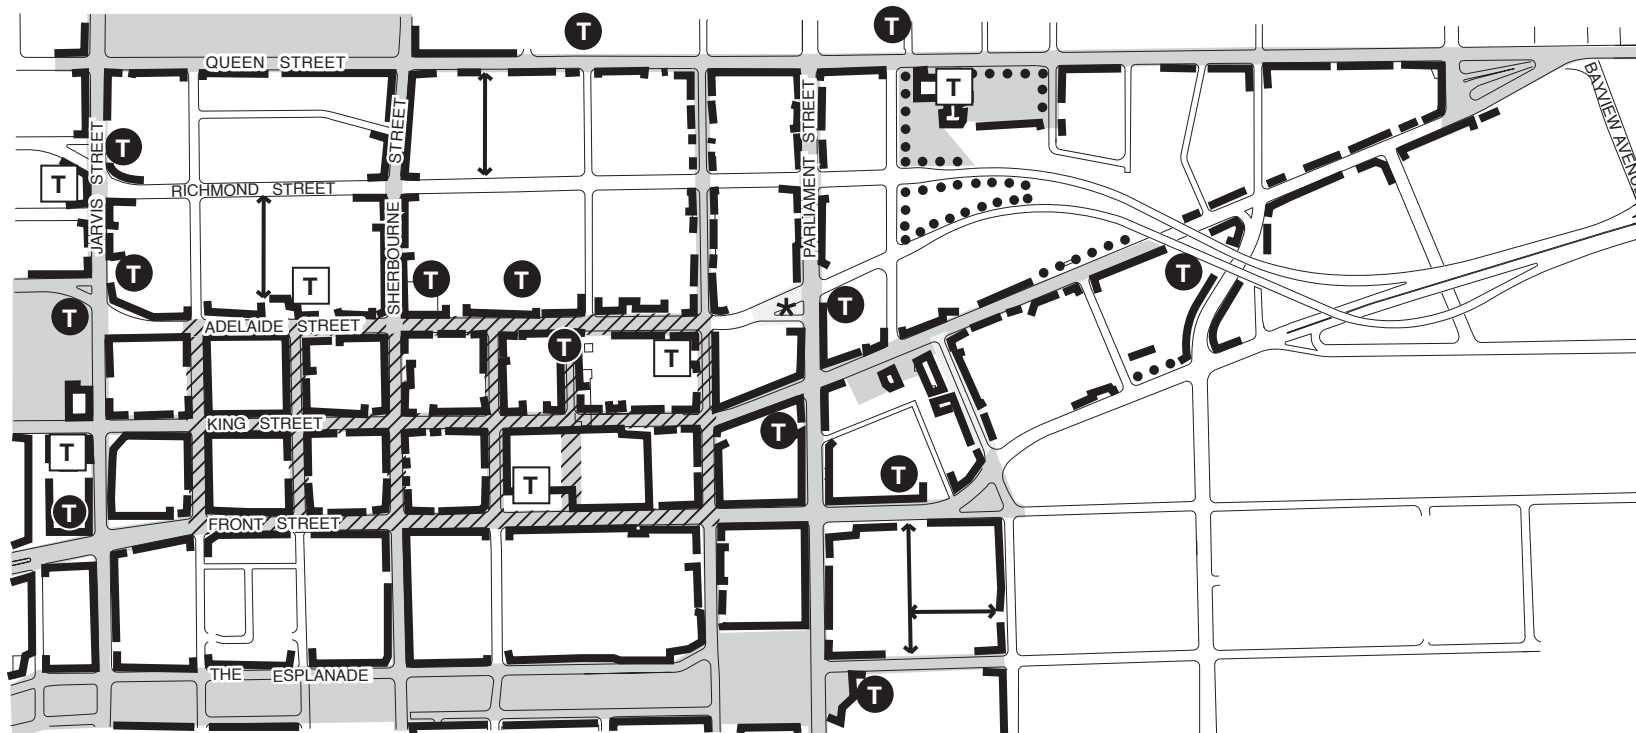 T
T
QUEEN STREET
T
T
T
RICHMOND STREET
JARVIS STREET
SHERBOURNE STREET
PARLIAMENT STREET
BAYVIEW AVENUE
T
T
T
T
T
T
T
*
T
ADELAIDE STREET
T
T
KING STREET
T
T
T
T
T
FRONT STREET
THE ESPLANADE
T